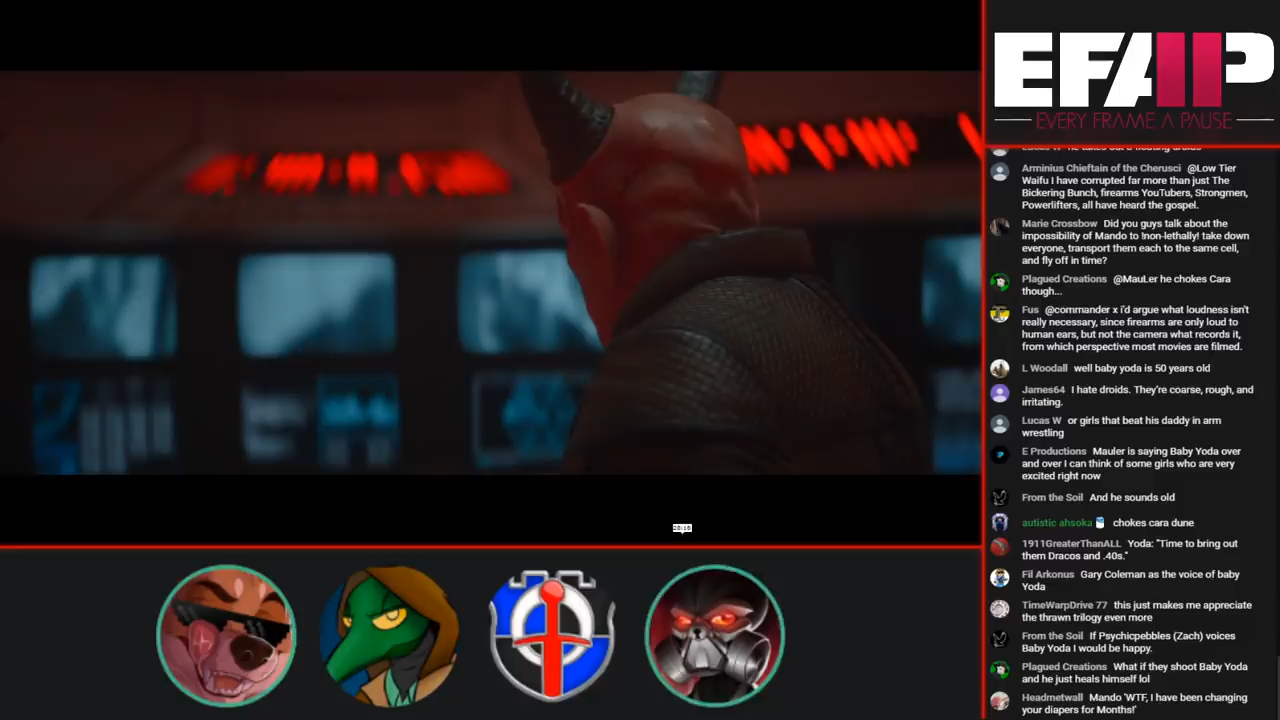 EFAP
EVERY FRAME A PAUSE
Arminius Chieftain of the Cherusci @Low Tier
Waifu I have corrupted far more than just The
Bickering Bunch, firearms YouTubers, Strongmen,
Powerlifters, all have heard the gospel.
Marie Crossbow Did you guys talk about the
impossibility of Mando to !non-lethally! take down
everyone, transport them each to the same cell,
and fly off in time?
Plagued Creations @MauLer he chokes Cara
though...
Fus @commander x i'd argue what loudness isn't
really necessary, since firearms are only loud to
human ears, but not the camera what records it,
from which perspective most movies are filmed.
L Woodall well baby yoda is 50 years old
James64 I hate droids. They're coarse, rough, and
irritating.
Lucas W or girls that beat his daddy in arm
wrestling
E Productions Mauler is saying Baby Yoda over
and over I can think of some girls who are very
excited right now
From the Soil And he sounds old
autistic ahsoka chokes cara dune
1911GreaterThanALL Yoda: "Time to bring out
them Dracos and .40s."
Fil Arkonus Gary Coleman as the voice of baby
Yoda
TimeWarpDrive 77 this just makes me appreciate
the thrawn trilogy even more
From the Soil If Psychicpebbles (Zach) voices
Baby Yoda I would be happy.
Plagued Creations What if they shoot Baby Yoda
and he just heals himself lol
Headmetwall Mando 'WTF, I have been changing
your diapers for Months!'